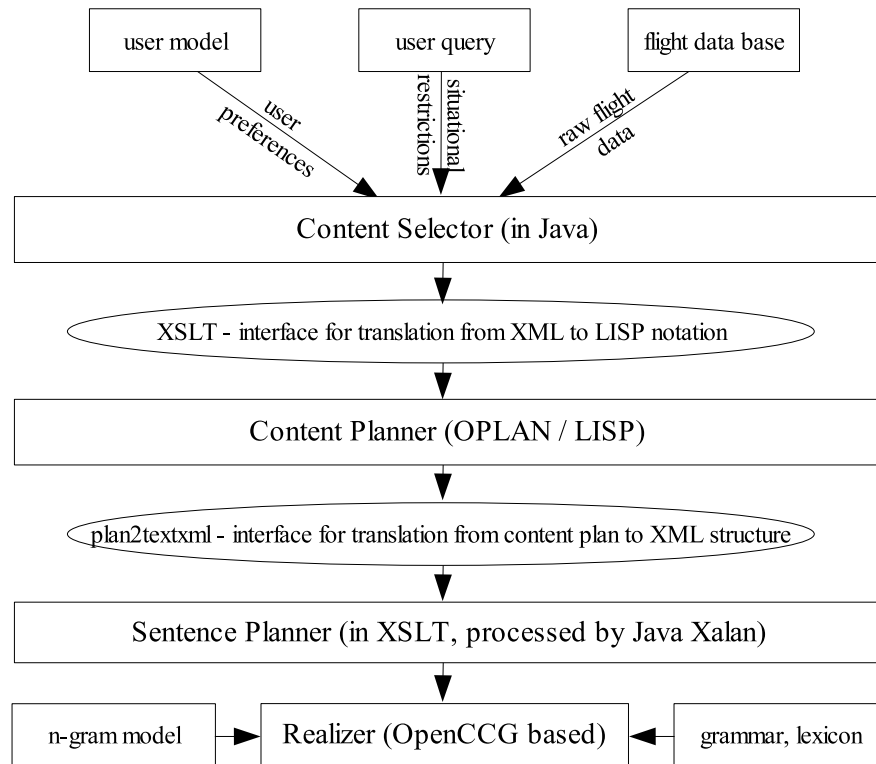 user model
user query
flight data base
user
preferences
situational
restrictions
raw flight
data
Content Selector (in Java)
XSLT - interface for translation from XML to LISP notation
Content Planner (OPLAN / LISP)
plan2textxml - interface for translation from content plan to XML structure
Sentence Planner (in XSLT, processed by Java Xalan)
n-gram model
Realizer (OpenCCG based)
grammar, lexicon